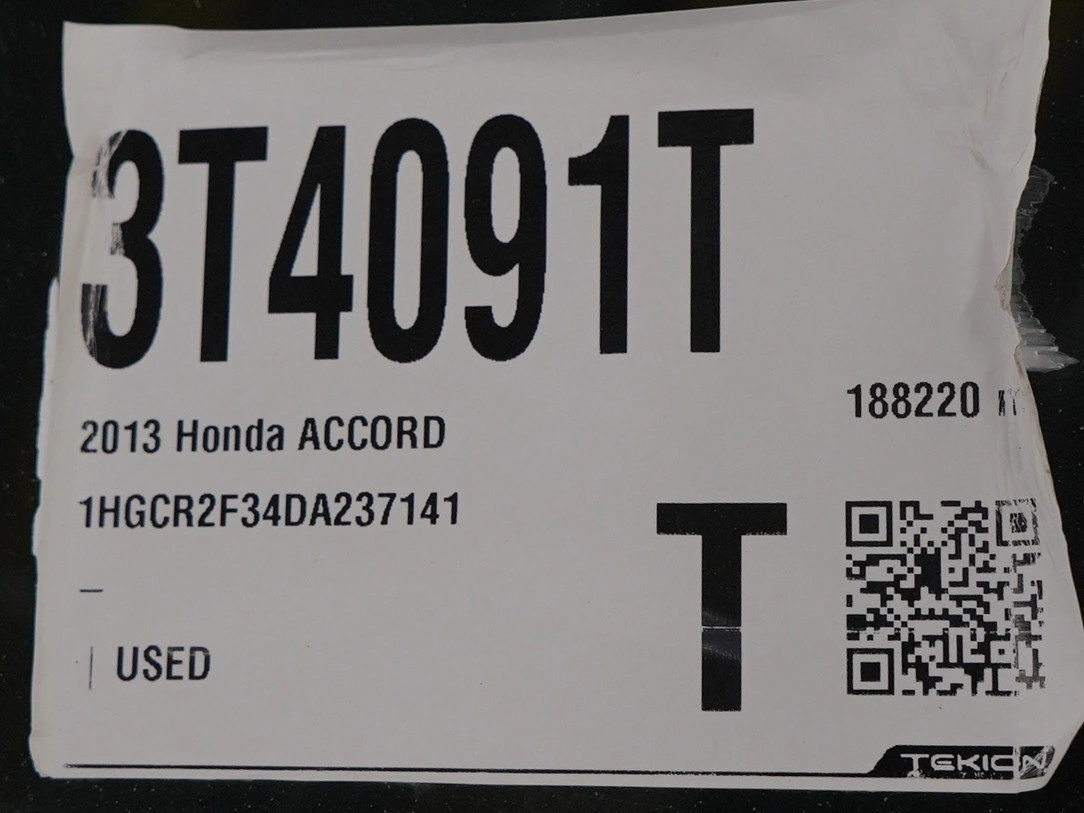 3T4091T
188220
2013 Honda ACCORD
1HGCR2F34DA237141
T
–
| USED
TEKION